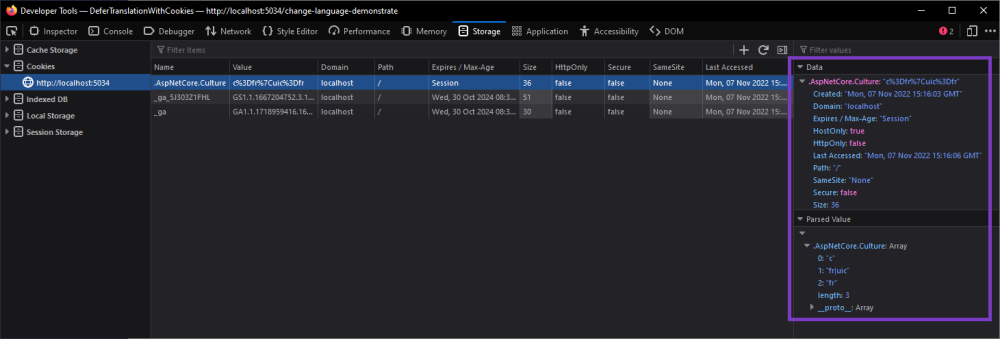 Developer Tools — DeferTranslationWithCookies — http://localhost:5034/change-language-demonstrate
Inspector Console Debugger Network Style Editor Performance Memory Storage Application Accessibility DOM 2
Cache Storage
Cookies
http://localhost:5034
Indexed DB
Local Storage
Session Storage
Filter Items
Name Value Domain Path Expires / Max-Age Size HttpOnly Secure SameSite Last Accessed
.AspNetCore.Culture c%3Dfr%7Cuic%3Dfr localhost / Session 36 false false None Mon, 07 Nov 2022 15:...
_ga_5J303Z1FHL GS1.1.1667204752.3.1... localhost / Wed, 30 Oct 2024 08:3... 51 false false None Mon, 07 Nov 2022 15:...
_ga GA1.1.1718959416.16... localhost / Wed, 30 Oct 2024 08:3... 30 false false None Mon, 07 Nov 2022 15:...
Filter values
Data
.AspNetCore.Culture: "c%3Dfr%7Cuic%3Dfr"
Created: "Mon, 07 Nov 2022 15:16:03 GMT"
Domain: "localhost"
Expires / Max-Age: "Session"
HostOnly: true
HttpOnly: false
Last Accessed: "Mon, 07 Nov 2022 15:16:06 GMT"
Path: "/"
SameSite: "None"
Secure: false
Size: 36
Parsed Value
.AspNetCore.Culture: Array
0: "c"
1: "fr|uic"
2: "fr"
length: 3
__proto__: Array